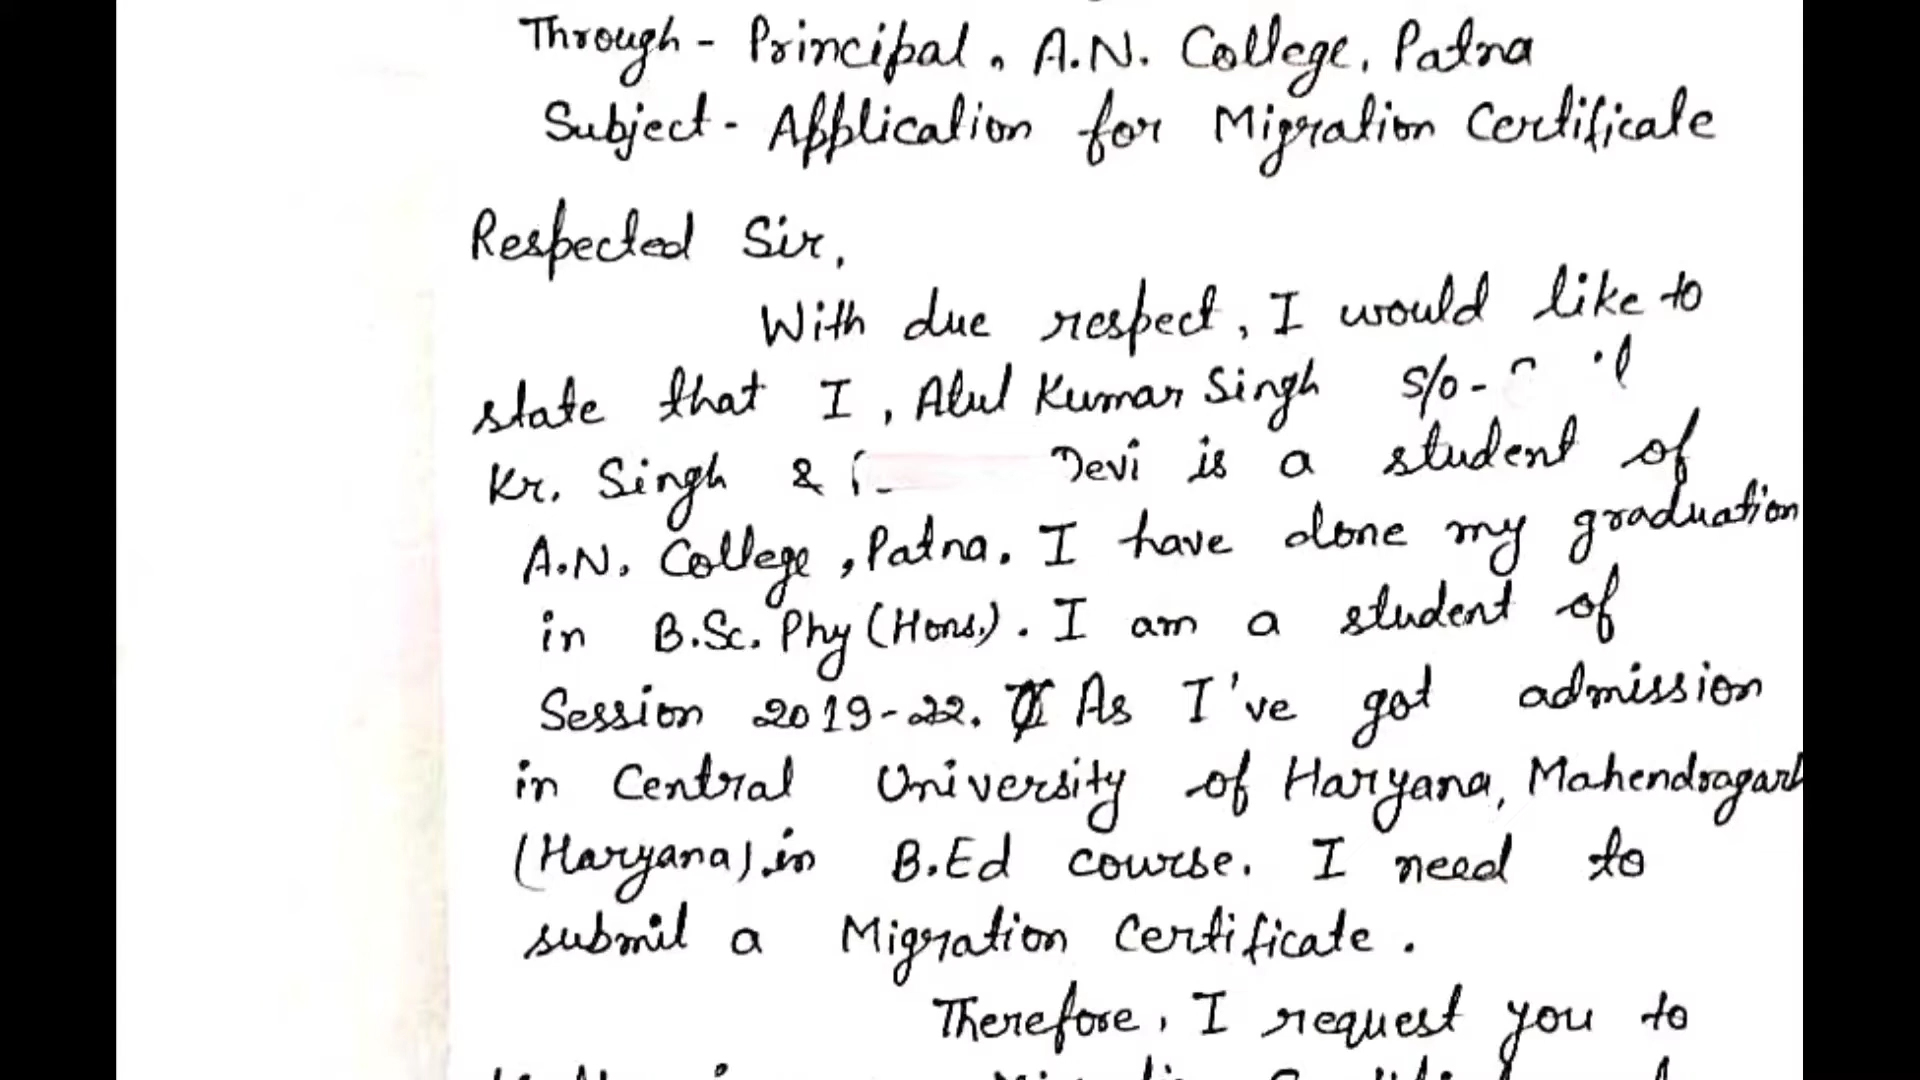 Through - Principal, A.N. College, Patna
Subject - Application for Migration Certificate
Respected Sir,
With due respect, I would like to
state that I, Atul Kumar Singh S/o-
Kr. Singh & Devi is a student of
A.N. College, Patna. I have done my graduation
in B.Sc. Phy (Hons.). I am a student of
Session 2019-22. As I've got admission
in Central University of Haryana, Mahendragarh
(Haryana) in B.Ed course. I need to
submit a Migration Certificate.
Therefore, I request you to